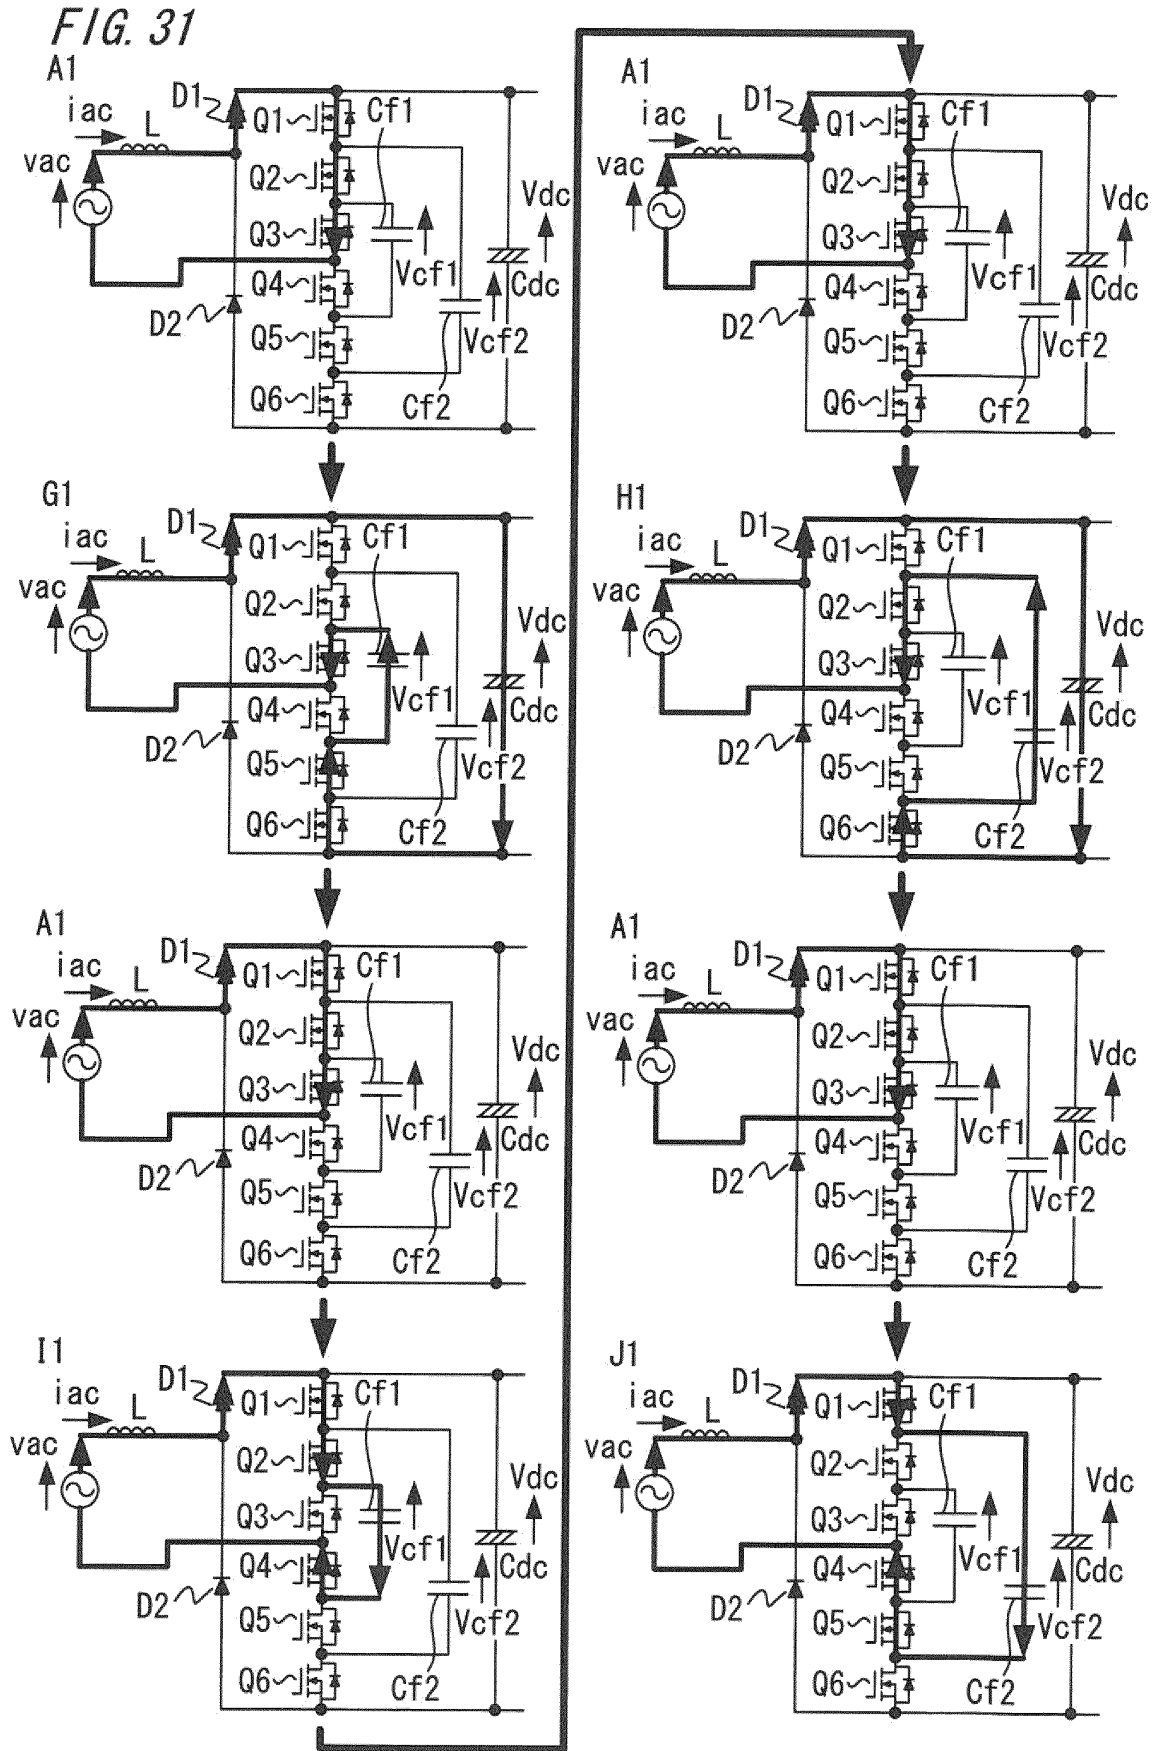 FIG. 31
A1
iac
L
D1
Q1
Cf1
vac
Q2
Vdc
Q3
Vcf1
Q4
Cdc
D2
Q5
Vcf2
Q6
Cf2
G1
iac
L
D1
Q1
Cf1
vac
Q2
Vdc
Q3
Vcf1
Q4
Cdc
D2
Q5
Vcf2
Q6
Cf2
A1
iac
L
D1
Q1
Cf1
vac
Q2
Vdc
Q3
Vcf1
Q4
Cdc
D2
Q5
Vcf2
Q6
Cf2
I1
iac
L
D1
Q1
Cf1
vac
Q2
Vdc
Q3
Vcf1
Q4
Cdc
D2
Q5
Vcf2
Q6
Cf2
A1
iac
L
D1
Q1
Cf1
vac
Q2
Vdc
Q3
Vcf1
Q4
Cdc
D2
Q5
Vcf2
Q6
Cf2
H1
iac
L
D1
Q1
Cf1
vac
Q2
Vdc
Q3
Vcf1
Q4
Cdc
D2
Q5
Vcf2
Q6
Cf2
A1
iac
L
D1
Q1
Cf1
vac
Q2
Vdc
Q3
Vcf1
Q4
Cdc
D2
Q5
Vcf2
Q6
Cf2
J1
iac
L
D1
Q1
Cf1
vac
Q2
Vdc
Q3
Vcf1
Q4
Cdc
D2
Q5
Vcf2
Q6
Cf2